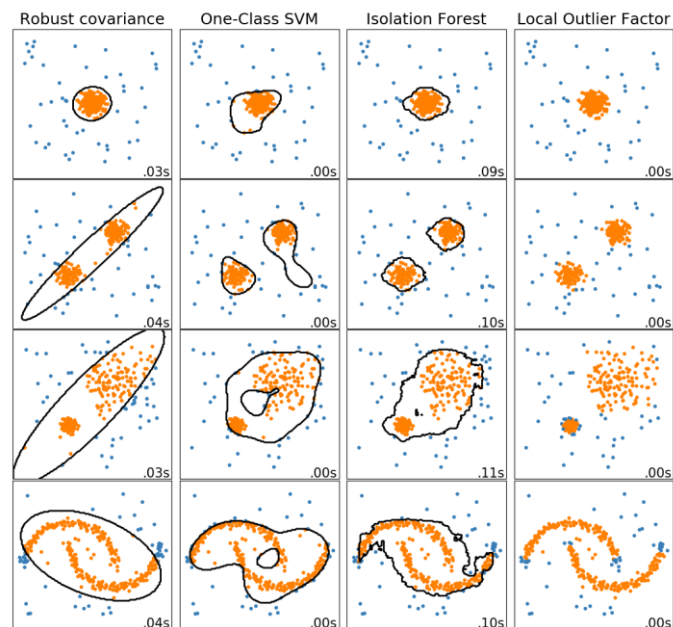 Robust covariance One-Class SVM Isolation Forest Local Outlier Factor
.03s .00s .09s .00s
.04s .00s .10s .00s
.03s .00s .11s .00s
.04s .00s .10s .00s